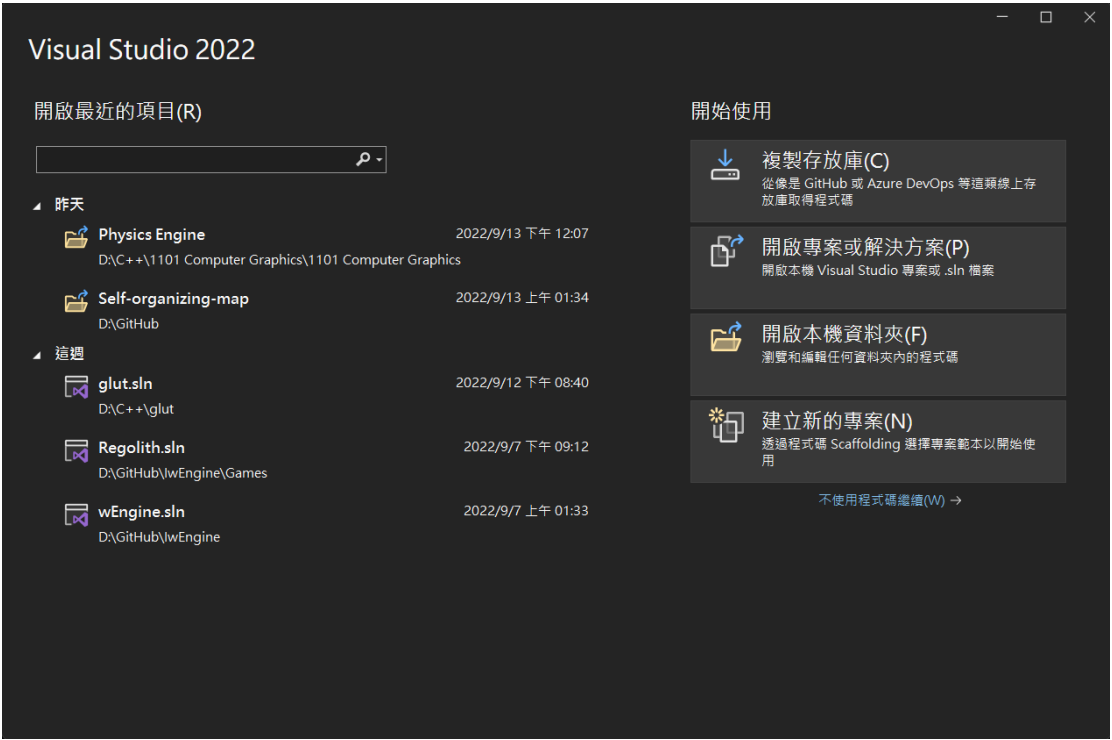 Visual Studio 2022
開啟最近的項目(R)
昨天
Physics Engine 2022/9/13 下午 12:07
D:\C++\1101 Computer Graphics\1101 Computer Graphics
Self-organizing-map 2022/9/13 上午 01:34
D:\GitHub
這週
glut.sln 2022/9/12 下午 08:40
D:\C++\glut
Regolith.sln 2022/9/7 下午 09:12
D:\GitHub\IwEngine\Games
wEngine.sln 2022/9/7 上午 01:33
D:\GitHub\IwEngine
開始使用
複製存放庫(C)
從像是 GitHub 或 Azure DevOps 等這類線上存
放庫取得程式碼
開啟專案或解決方案(P)
開啟本機 Visual Studio 專案或 .sln 檔案
開啟本機資料夾(F)
瀏覽和編輯任何資料夾內的程式碼
建立新的專案(N)
透過程式碼 Scaffolding 選擇專案範本以開始使
用
不使用程式碼繼續(W) →